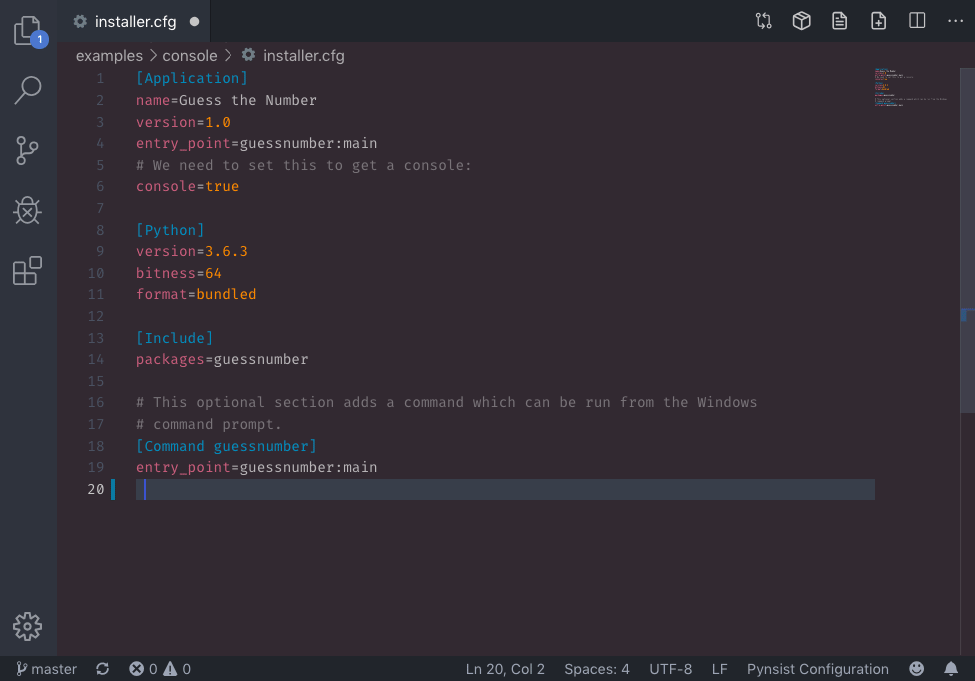 installer.cfg
1
examples console installer.cfg
1 [Application]
2 name=Guess the Number
3 version=1.0
4 entry_point=guessnumber:main
5 # We need to set this to get a console:
6 console=true
7
8 [Python]
9 version=3.6.3
10 bitness=64
11 format=bundled
12
13 [Include]
14 packages=guessnumber
15
16 # This optional section adds a command which can be run from the Windows
17 # command prompt.
18 [Command guessnumber]
19 entry_point=guessnumber:main
20
master 0 0 Ln 20, Col 2 Spaces: 4 UTF-8 LF Pynsist Configuration